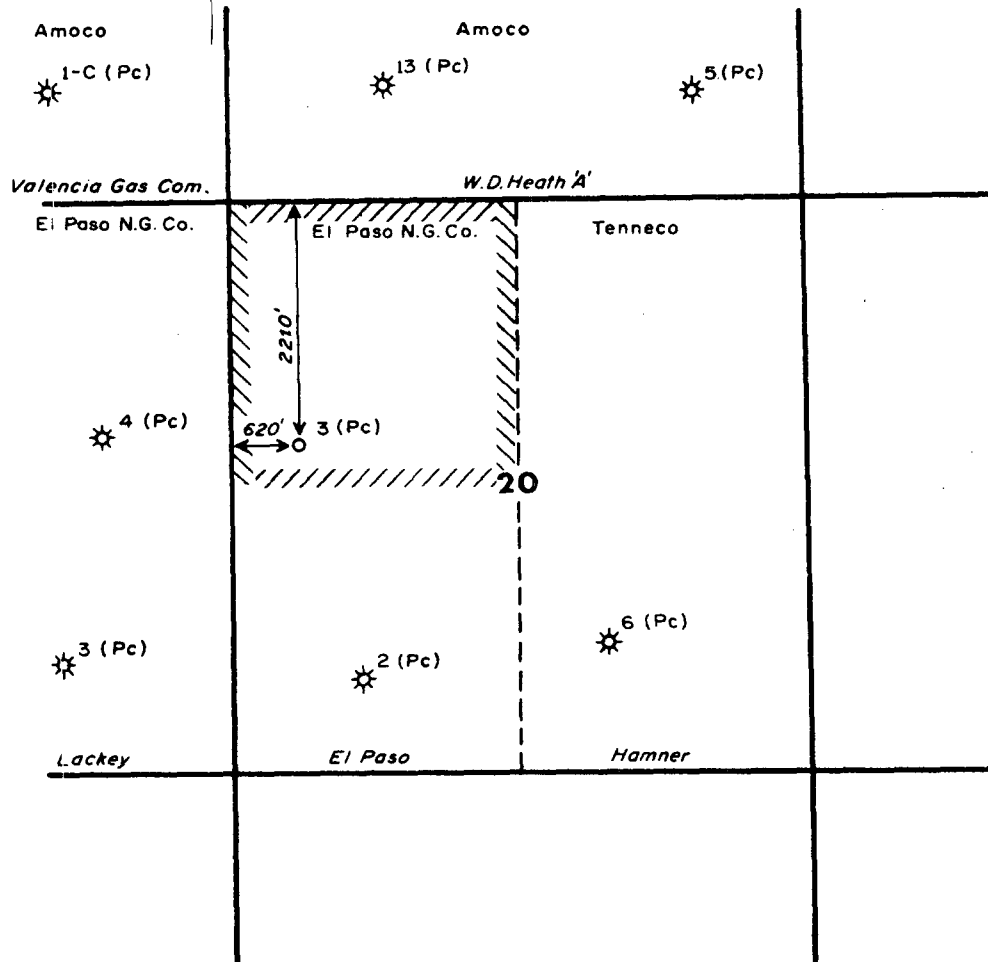 Amoco
Amoco
1-C (Pc)
13 (Pc)
5 (Pc)
Valencia Gas Com.
W.D. Heath 'A'
El Paso N.G. Co.
El Paso N.G. Co.
Tenneco
2210'
4 (Pc)
620'
3 (Pc)
20
3 (Pc)
2 (Pc)
6 (Pc)
Lackey
El Paso
Hamner